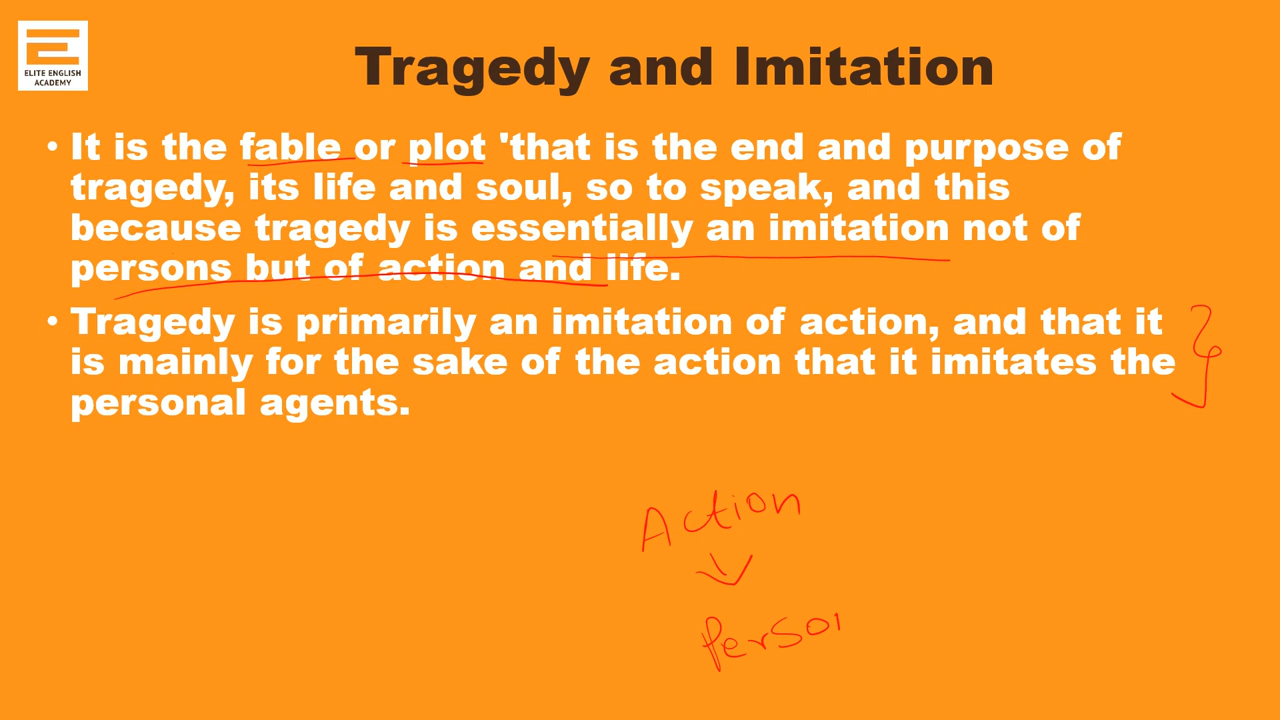 ELITE ENGLISH
ACADEMY
Tragedy and Imitation
• It is the fable or plot 'that is the end and purpose of
tragedy, its life and soul, so to speak, and this
because tragedy is essentially an imitation not of
persons but of action and life.
• Tragedy is primarily an imitation of action, and that it
is mainly for the sake of the action that it imitates the
personal agents.
Action